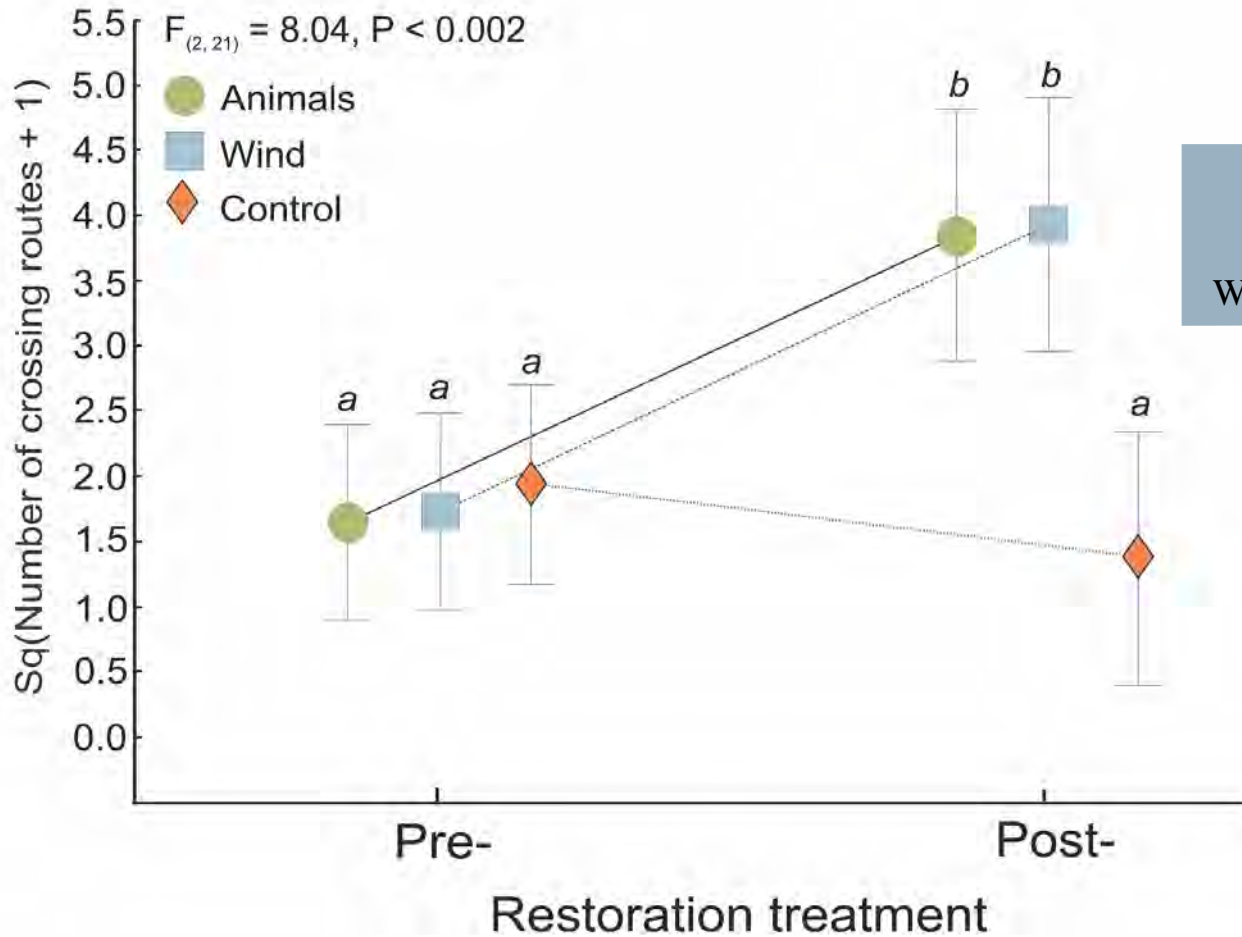 F(2, 21) = 8.04, P < 0.002
Animals
Wind
Control
Sq(Number of crossing routes + 1)
5.5
5.0
4.5
4.0
3.5
3.0
2.5
2.0
1.5
1.0
0.5
0.0
a
a
a
b
b
a
W
Pre-
Post-
Restoration treatment